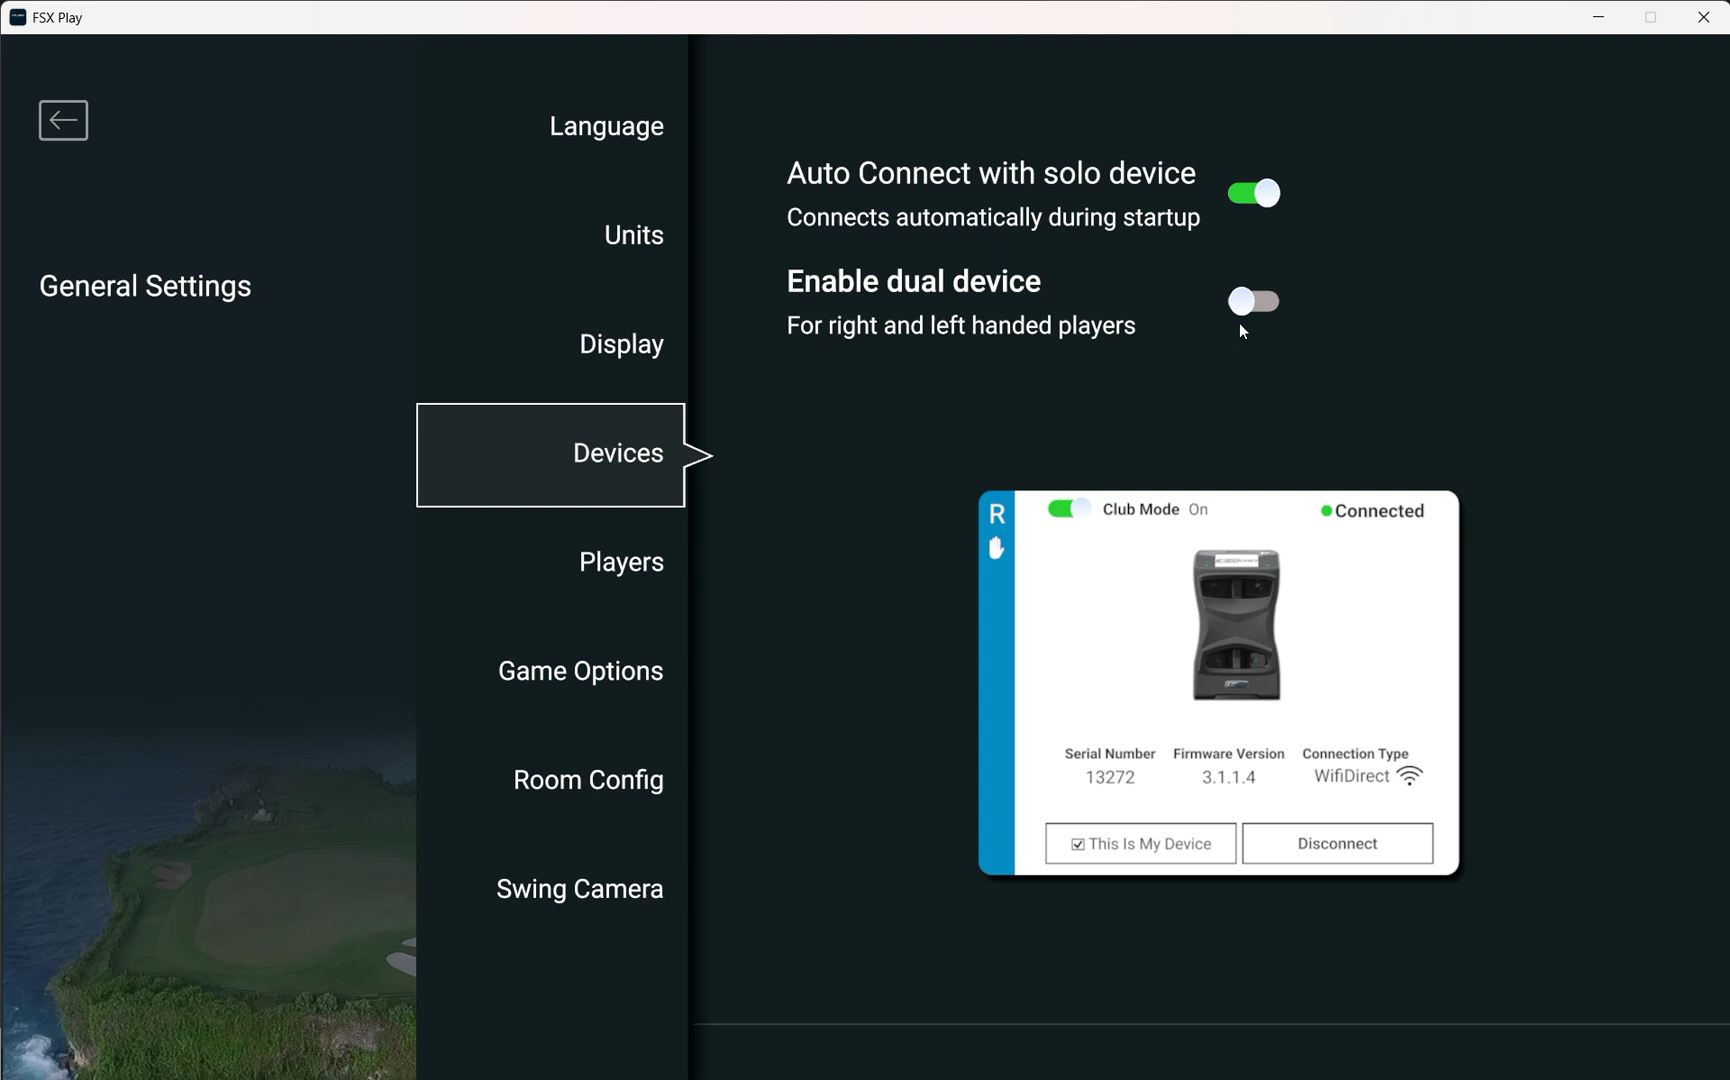 FSX Play
General Settings
Language
Units
Display
Devices
Players
Game Options
Room Config
Swing Camera
Auto Connect with solo device
Connects automatically during startup
Enable dual device
For right and left handed players
R
Club Mode On
Connected
Serial Number Firmware Version Connection Type
13272 3.1.1.4 WifiDirect
This Is My Device
Disconnect